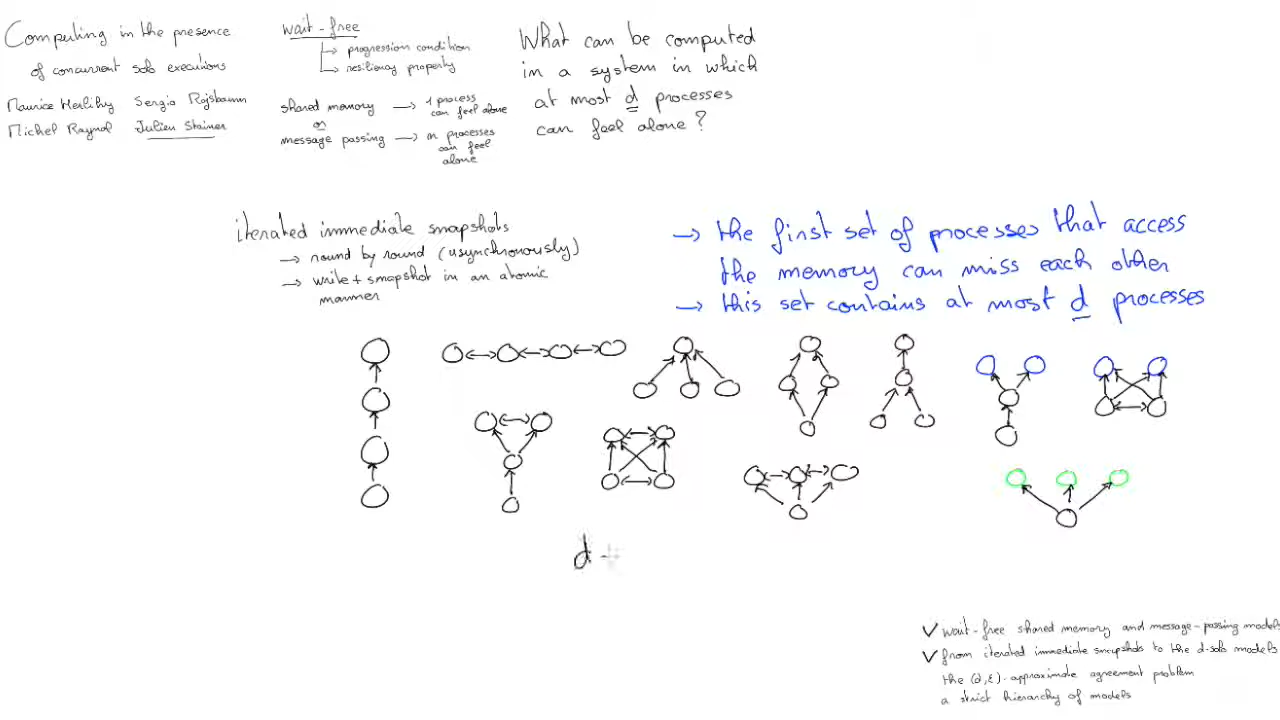 Computing in the presence
of concurrent solo executions
Maurice Herlihy Sergio Rajsbaum
Michel Raynal Julien Stainer
wait-free
→ progression condition
→ resiliency property
shared memory → 1 process can feel alone
or
message passing → n processes can feel alone
What can be computed
in a system in which
at most d processes
can feel alone?
iterated immediate snapshots
→ round by round (asynchronously)
→ write + snapshot in an atomic
manner
→ the first set of processes that access
the memory can miss each other
→ this set contains at most d processes
d
✓ wait-free shared memory and message-passing models
✓ from iterated immediate snapshots to the d-solo models
the (d,ε)-approximate agreement problem
a strict hierarchy of models